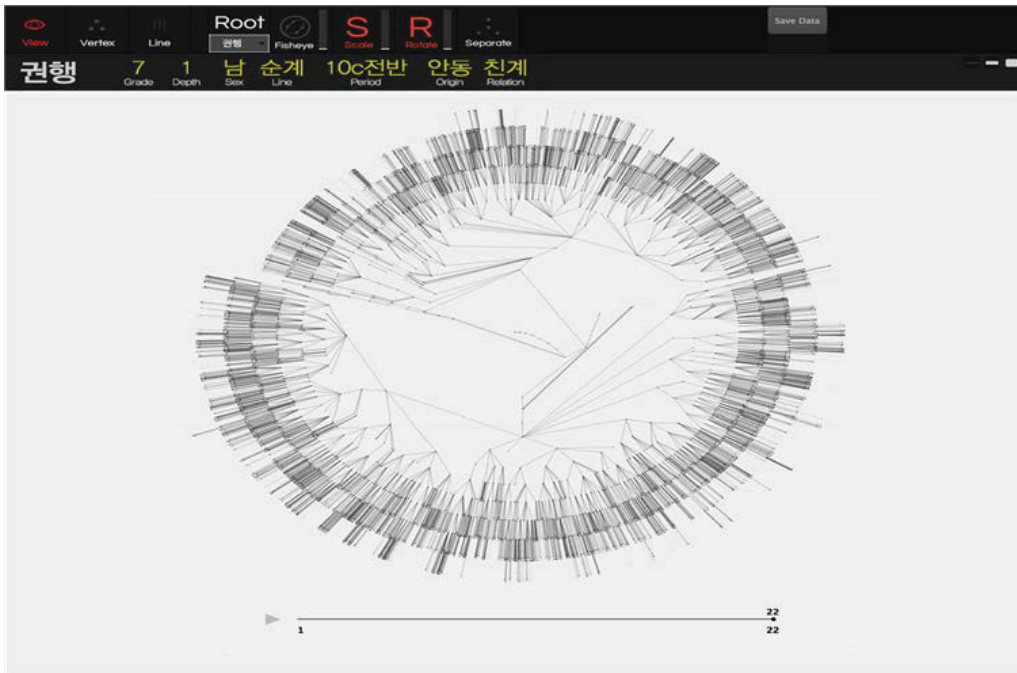 Root
S
R
Save Data
View
Vertex
Line
권행
Fisheye
Scale
Rotate
Separate
권행
7
1
남
순계
10c전반
안동
친계
Grade
Depth
Sex
Line
Period
Origin
Relation
22
1
22